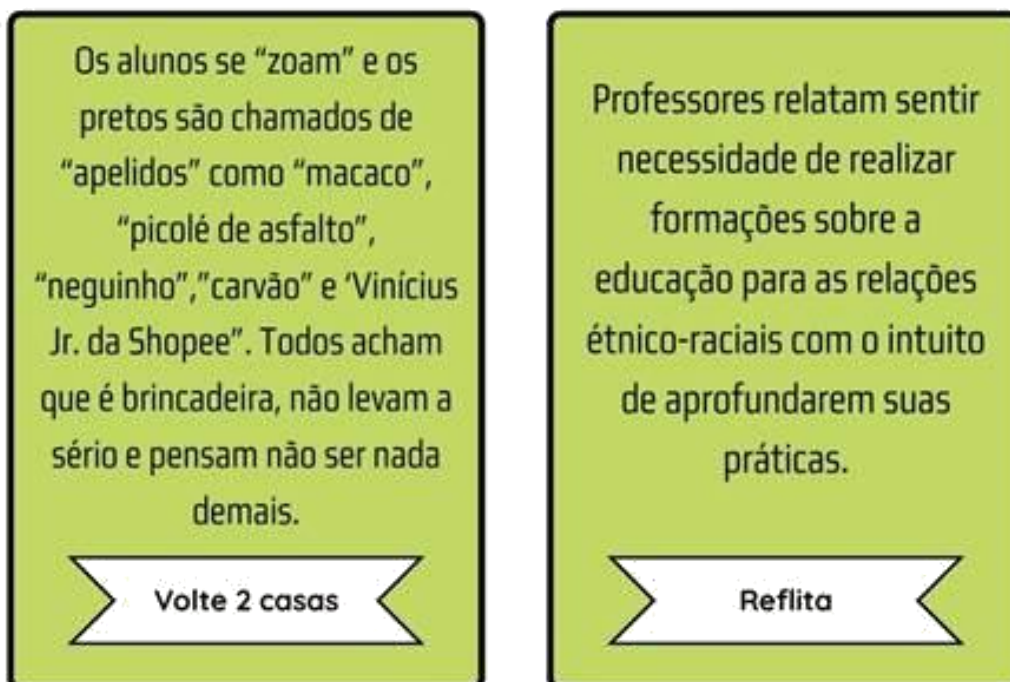 Os alunos se “zoam” e os
pretos são chamados de
“apelidos” como “macaco”,
“picolé de asfalto”,
“neguinho”,”carvão” e ‘Vinícius
Jr. da Shopee”. Todos acham
que é brincadeira, não levam a
sério e pensam não ser nada
demais.
Volte 2 casas
Professores relatam sentir
necessidade de realizar
formações sobre a
educação para as relações
étnico-raciais com o intuito
de aprofundarem suas
práticas.
Reflita